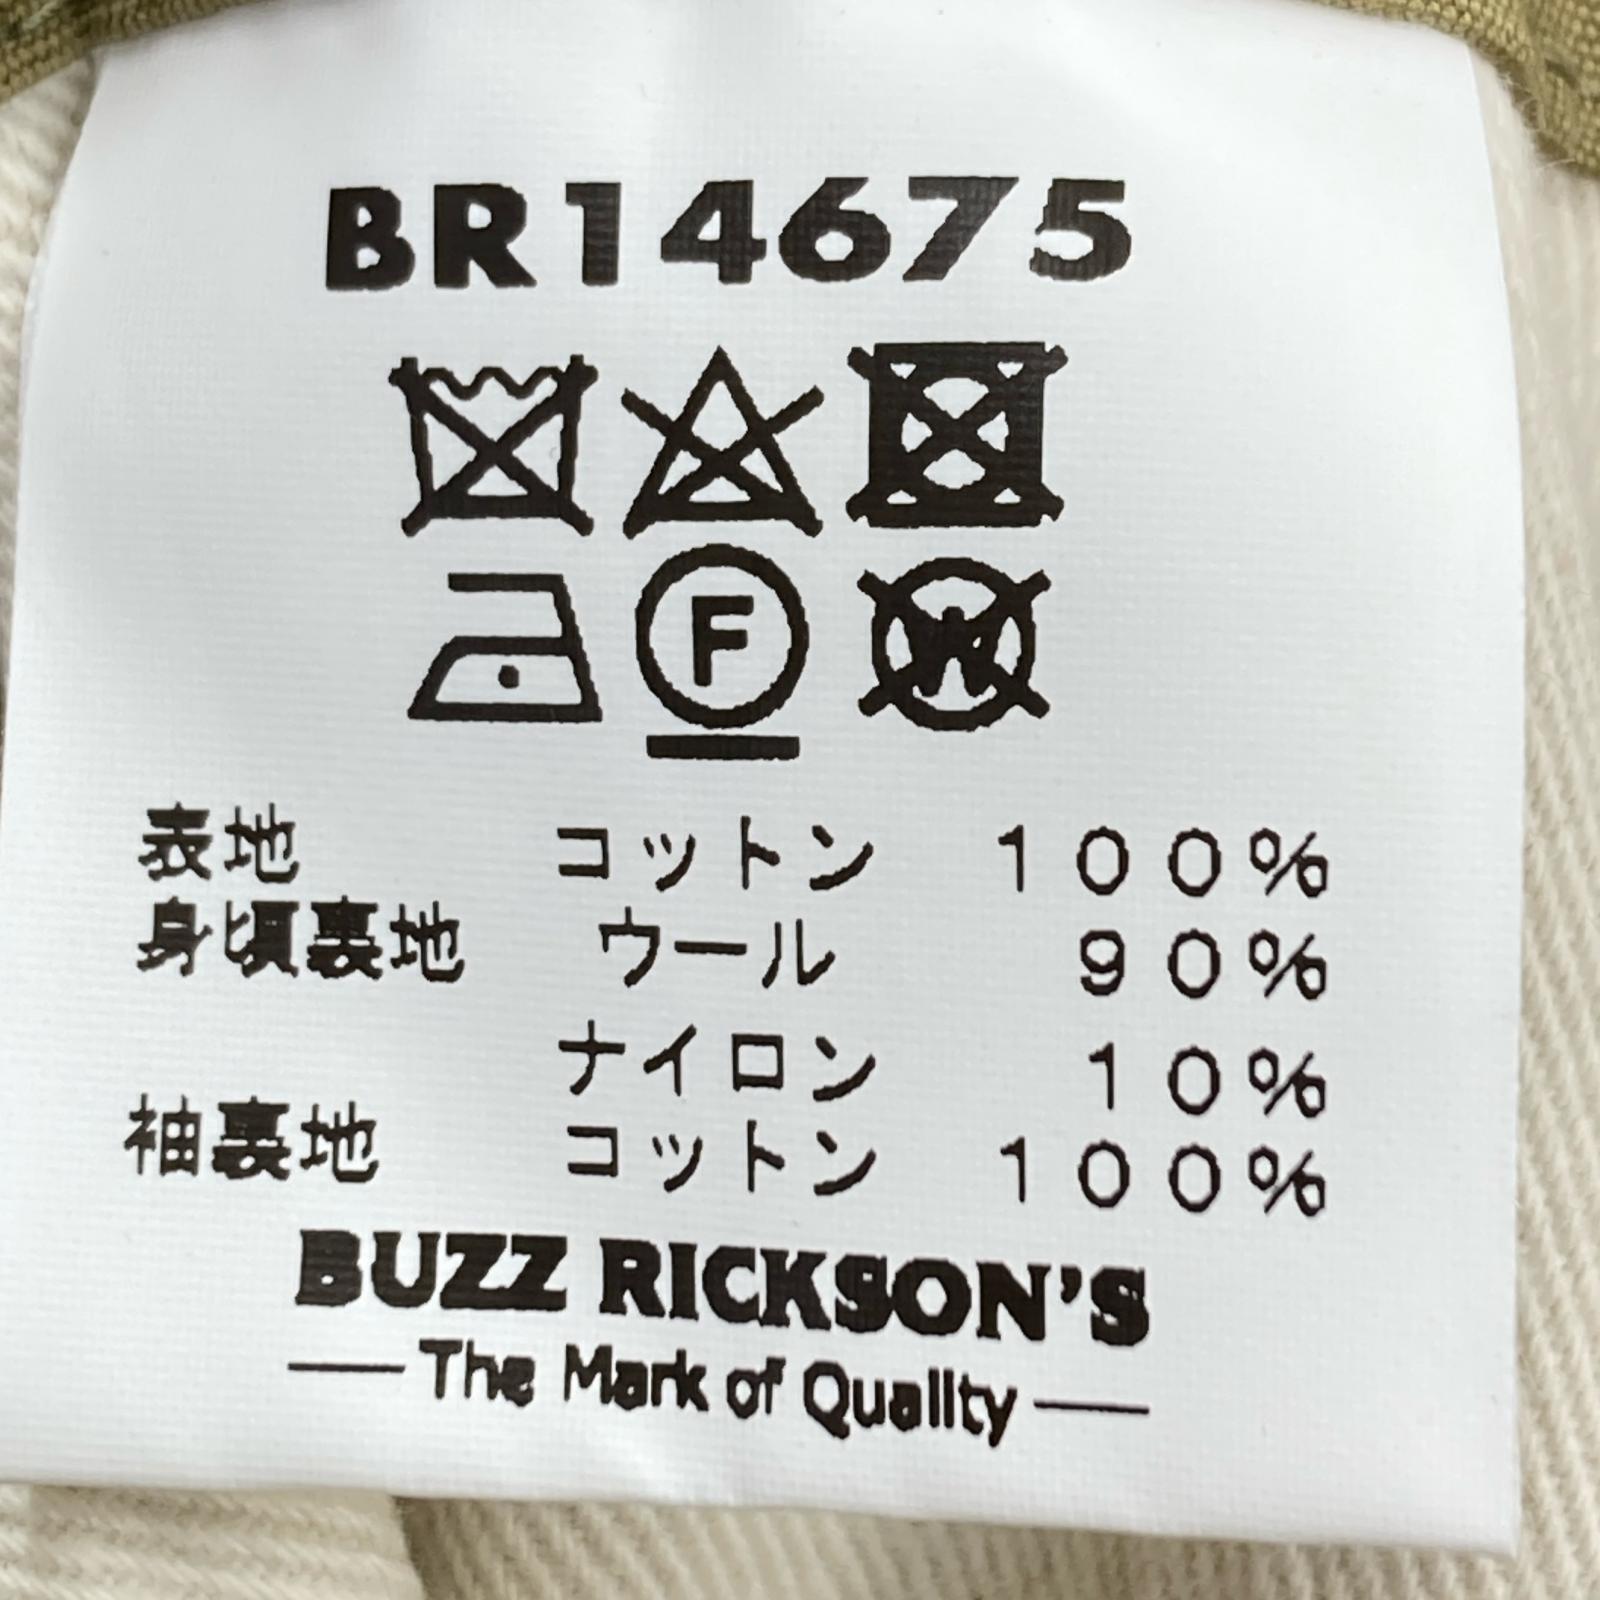 BR14675
F
W
表地 コットン 100%
身頃裏地 ウール 90%
ナイロン 10%
袖裏地 コットン 100%
BUZZ RICKSON'S
The Mark of Quality